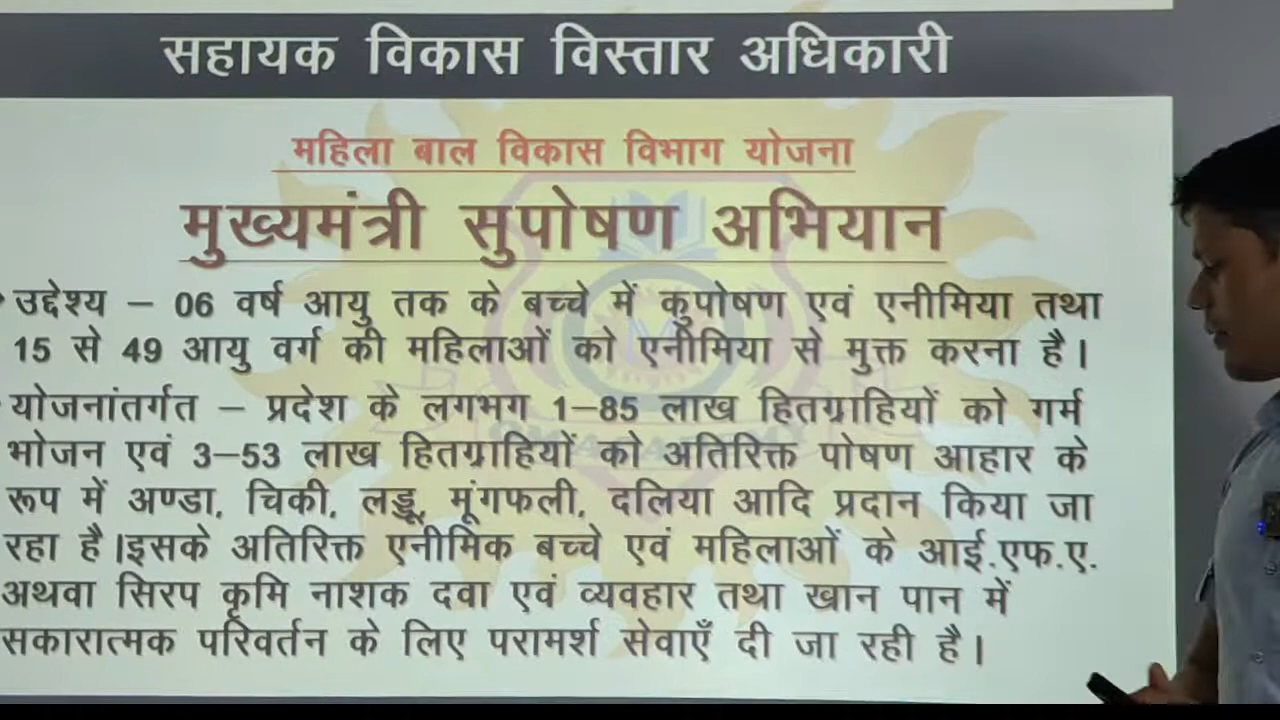 सहायक विकास विस्तार अधिकारी
महिला बाल विकास विभाग योजना
मुख्यमंत्री सुपोषण अभियान
उद्देश्य – 06 वर्ष आयु तक के बच्चे में कुपोषण एवं एनीमिया तथा
15 से 49 आयु वर्ग की महिलाओं को एनीमिया से मुक्त करना है।
योजनांतर्गत – प्रदेश के लगभग 1–85 लाख हितग्राहियों को गर्म
भोजन एवं 3–53 लाख हितग्राहियों को अतिरिक्त पोषण आहार के
रूप में अण्डा, चिकी, लड्डू, मूंगफली, दलिया आदि प्रदान किया जा
रहा है।इसके अतिरिक्त एनीमिक बच्चे एवं महिलाओं के आई.एफ.ए.
अथवा सिरप कृमि नाशक दवा एवं व्यवहार तथा खान पान में
सकारात्मक परिवर्तन के लिए परामर्श सेवाएँ दी जा रही है।